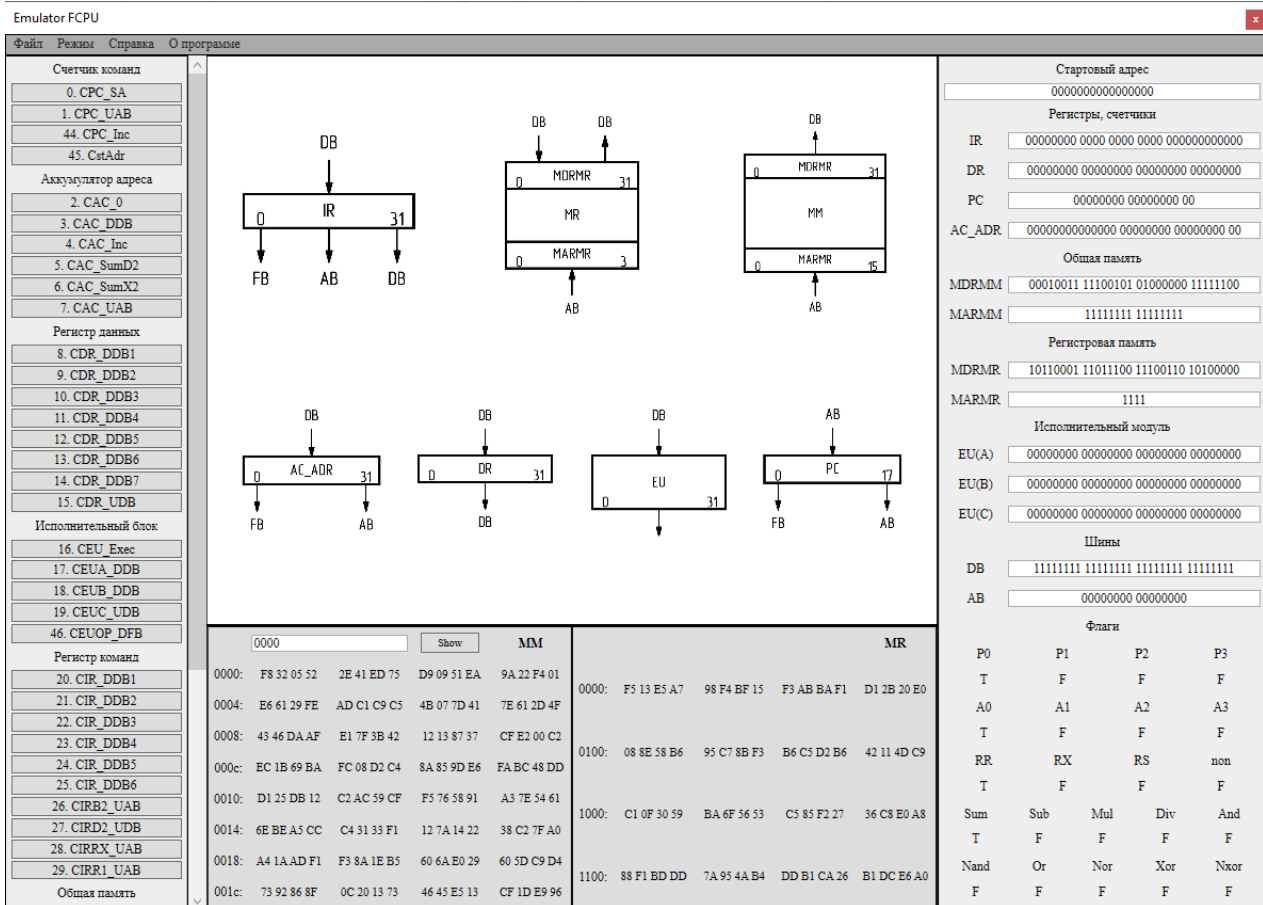 Emulator FCPU
x
Файл Режим Справка О программе
Счетчик команд
0. CPC_SA
1. CPC_UAB
44. CPC_Inc
45. CstAdr
Аккумулятор адреса
2. CAC_0
3. CAC_DDB
4. CAC_Inc
5. CAC_SumD2
6. CAC_SumX2
7. CAC_UAB
Регистр данных
8. CDR_DDB1
9. CDR_DDB2
10. CDR_DDB3
11. CDR_DDB4
12. CDR_DDB5
13. CDR_DDB6
14. CDR_DDB7
15. CDR_UDB
Исполнительный блок
16. CEU_Exec
17. CEUA_DDB
18. CEUB_DDB
19. CEUC_UDB
46. CEUOP_DFB
Регистр команд
20. CIR_DDB1
21. CIR_DDB2
22. CIR_DDB3
23. CIR_DDB4
24. CIR_DDB5
25. CIR_DDB6
26. CIRB2_UAB
27. CIRD2_UDB
28. CIRRX_UAB
29. CIRR1_UAB
Общая память
DB
0 IR 31
FB AB DB
DB DB
MDRMR
0 31
MR
MARMR
0 3
AB
DB
MDRMR
0 31
MM
MARMR
0 15
AB
DB
AC_ADR
0 31
FB AB
DB
DR
0 31
DB
DB
EU
0 31
AB
PC
0 17
FB AB
0000 Show MM
0000: F8 32 05 52 2E 41 ED 75 D9 09 51 EA 9A 22 F4 01
0004: E6 61 29 FE AD C1 C9 C5 4B 07 7D 41 7E 61 2D 4F
0008: 43 46 DA AF E1 7F 3B 42 12 13 87 37 CF E2 00 C2
000c: EC 1B 69 BA FC 08 D2 C4 8A 85 9D E6 FA BC 48 DD
0010: D1 25 DB 12 C2 AC 59 CF F5 76 58 91 A3 7E 54 61
0014: 6E BE A5 CC C4 31 33 F1 12 7A 14 22 38 C2 7F A0
0018: A4 1A AD F1 F3 8A 1E B5 60 6A E0 29 60 5D C9 D4
001c: 73 92 86 8F 0C 20 13 73 46 45 E5 13 CF 1D E9 96
MR
0000: F5 13 E5 A7 98 F4 BF 15 F3 AB BA F1 D1 2B 20 E0
0100: 08 8E 58 B6 95 C7 8B F3 B6 C5 D2 B6 42 11 4D C9
1000: C1 0F 30 59 BA 6F 56 53 C5 85 F2 27 36 C8 E0 A8
1100: 88 F1 BD DD 7A 95 4A B4 DD B1 CA 26 B1 DC E6 A0
Стартовый адрес
0000000000000000
Регистры, счетчики
IR 00000000 0000 0000 0000 000000000000
DR 00000000 00000000 00000000 00000000
PC 00000000 00000000 00
AC_ADR 00000000000000 00000000 00000000 00
Общая память
MDRMM 00010011 11100101 01000000 11111100
MARMM 11111111 11111111
Регистровая память
MDRMR 10110001 11011100 11100110 10100000
MARMR 1111
Исполнительный модуль
EU(A) 00000000 00000000 00000000 00000000
EU(B) 00000000 00000000 00000000 00000000
EU(C) 00000000 00000000 00000000 00000000
Шины
DB 11111111 11111111 11111111 11111111
AB 00000000 00000000
Флаги
P0 P1 P2 P3
T F F F
A0 A1 A2 A3
T F F F
RR RX RS non
T F F F
Sum Sub Mul Div And
T F F F F
Nand Or Nor Xor Nxor
F F F F F